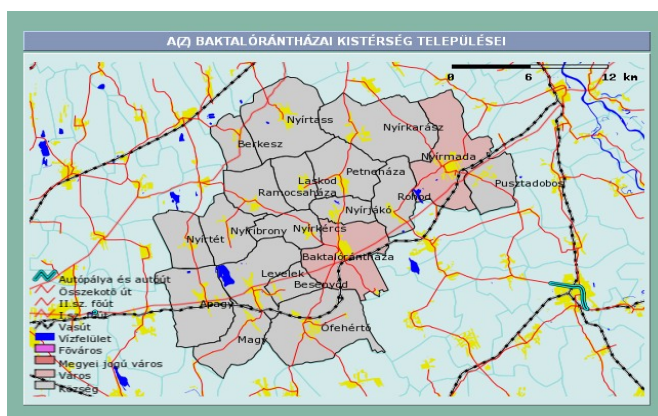 A(Z) BAKTALÓRÁNTHÁZAI KISTÉRSÉG TELEPÜLÉSEI
0 6 12 km
Nyírtass
Nyírkarász
Berkesz
Nyírmada
Petneháza
Laskod
Pusztadobos
Ramocsaháza
Rohod
Nyírjákó
Nyírkércs
Nyíribrony
Nyírtét
Baktalórántháza
Levelek
Besenyőd
Apagy
Ófehértó
Magy
Autópálya és autóút
Összekotő út
II.sz. főút
I.sz. főút
Vasút
Vízfelület
Főváros
Megyei jogú város
Város
Község